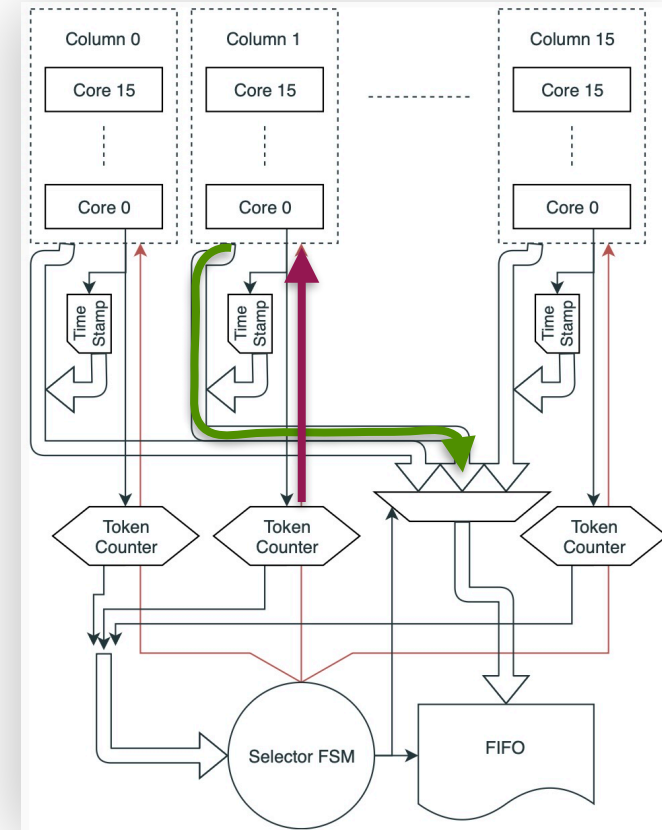 Column 0
Column 1
Column 15
Core 15
Core 15
Core 15
Core 0
Core 0
Core 0
Time
Stamp
Time
Stamp
Time
Stamp
Token
Counter
Token
Counter
Token
Counter
Selector FSM
FIFO